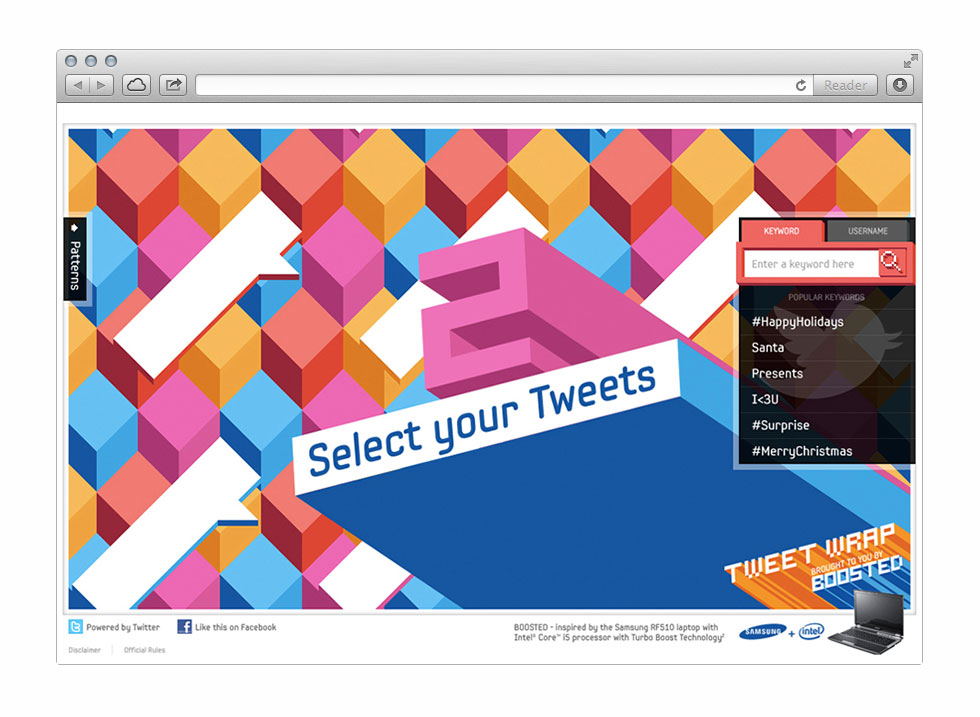 Reader
Patterns
KEYWORD
USERNAME
Enter a keyword here
POPULAR KEYWORDS
#HappyHolidays
Santa
Presents
I<3U
#Surprise
#MerryChristmas
2
Select your Tweets
TWEET WRAP
BROUGHT TO YOU BY
BOOSTED
Powered by Twitter
Like this on Facebook
Disclaimer
Official Rules
BOOSTED - inspired by the Samsung RF510 laptop with
Intel® Core™ i5 processor with Turbo Boost Technology²
SAMSUNG + intel